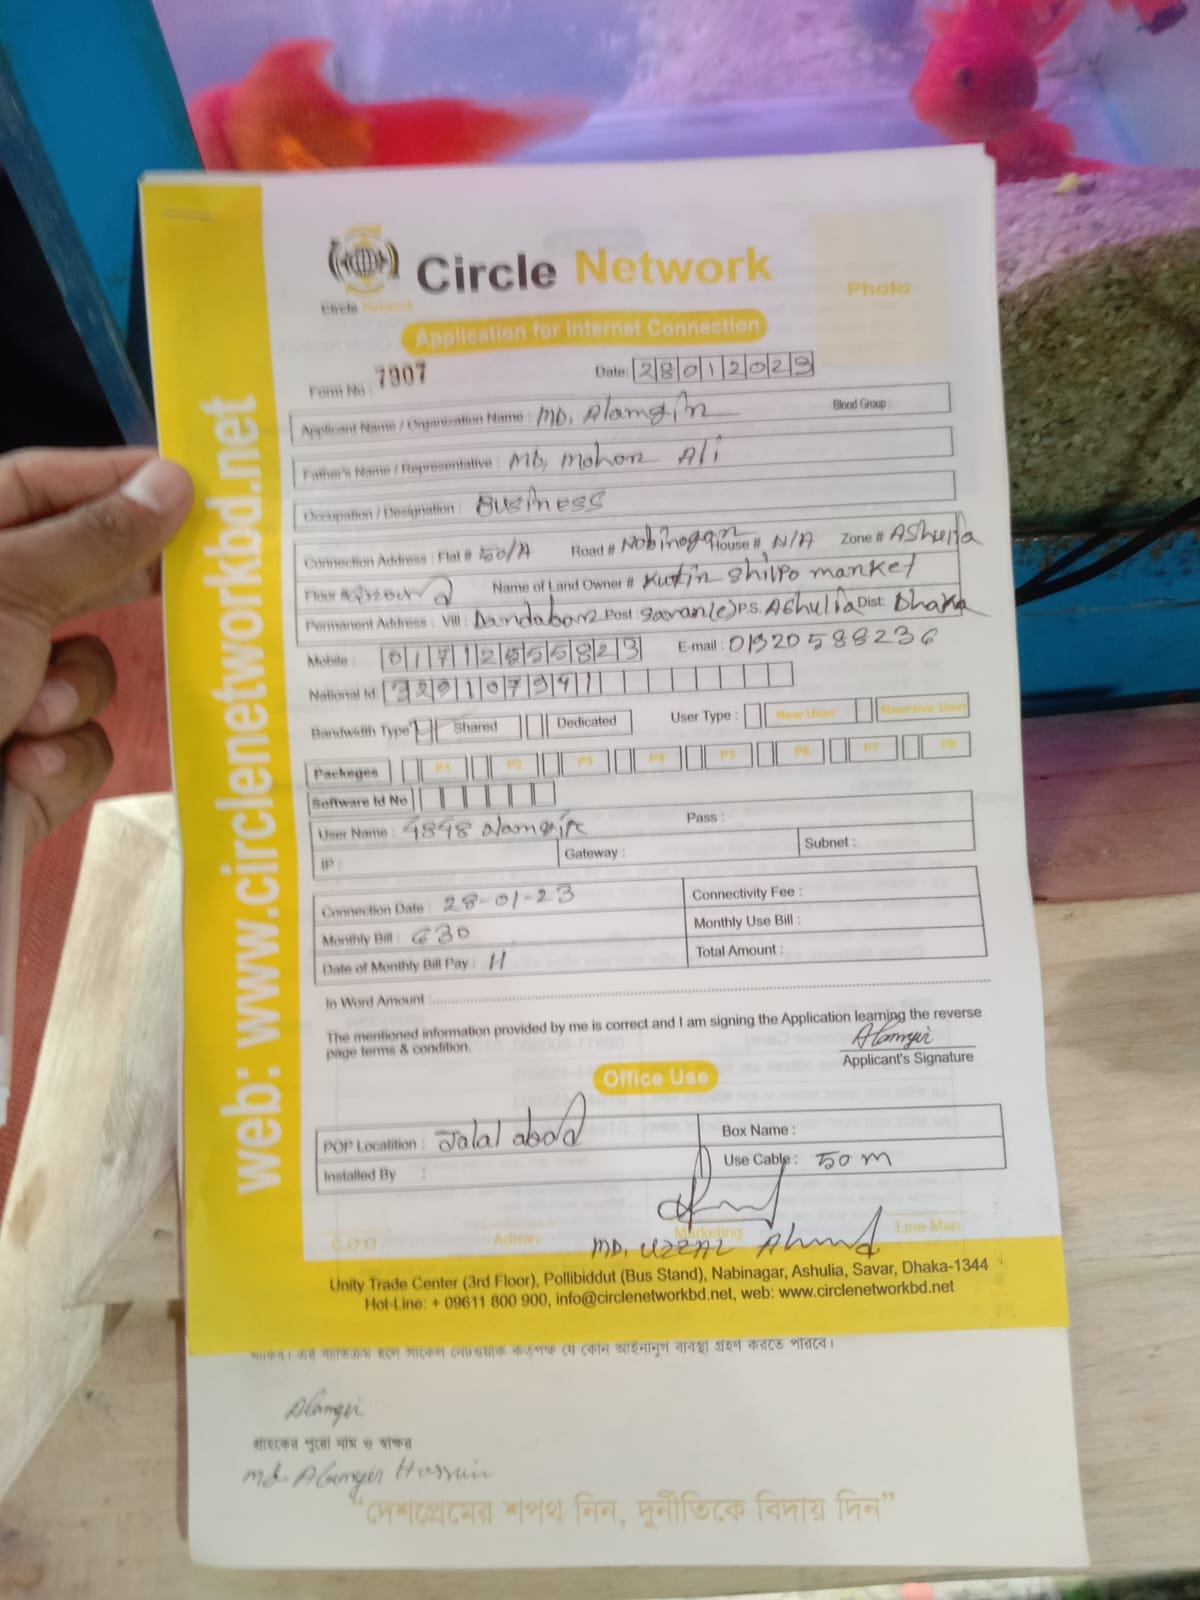 Circle Network
Circle Network
Photo
Application for Internet Connection
Form No : 7907 Date: 28012023
Applicant Name / Organization Name : MD. Alamgir Blood Group :
Father's Name / Representative : MD, Mohor Ali
Occupation / Designation : Business
Connection Address : Flat # 50/A Road # Nobinogar House # N/A Zone # Ashulia
Floor # Ground Name of Land Owner # Kutir Shilpo market
Permanent Address : Vill : Dandabor Post : Savar(c) P.S. Ashulia Dist: Dhaka
Mobile : 01712855823 E-mail : 01320588236
National Id 329107941
Bandwidth Type Shared Dedicated User Type : New User Reactive User
Packeges P1 P2 P3 P4 P5 P6 P7 P8
Software Id No
User Name : 4848 Alamgir Pass :
IP : Gateway : Subnet :
Connection Date : 28-01-23 Connectivity Fee :
Monthly Bill : 630 Monthly Use Bill :
Date of Monthly Bill Pay : 11 Total Amount :
In Word Amount :
The mentioned information provided by me is correct and I am signing the Application learning the reverse
page terms & condition.
Alamgir
Applicant's Signature
Office Use
POP Locatition : Jalal abad Box Name :
Installed By : Use Cable : 50 m
C.O.O Admin Marketing Line Man
MD. UZZAL Ahmed
Unity Trade Center (3rd Floor), Pollibiddut (Bus Stand), Nabinagar, Ashulia, Savar, Dhaka-1344
Hot-Line: + 09611 800 900, info@circlenetworkbd.net, web: www.circlenetworkbd.net
web: www.circlenetworkbd.net
থাকিব। এর ব্যতিক্রম হলে সার্কেল নেটওয়ার্ক কর্তৃপক্ষ যে কোন আইনানুগ ব্যবস্থা গ্রহণ করতে পারবে।
Alamgir
গ্রাহকের পুরো নাম ও স্বাক্ষর
Md. Alamgir Hossain
“দেশপ্রেমের শপথ নিন, দুর্নীতিকে বিদায় দিন”